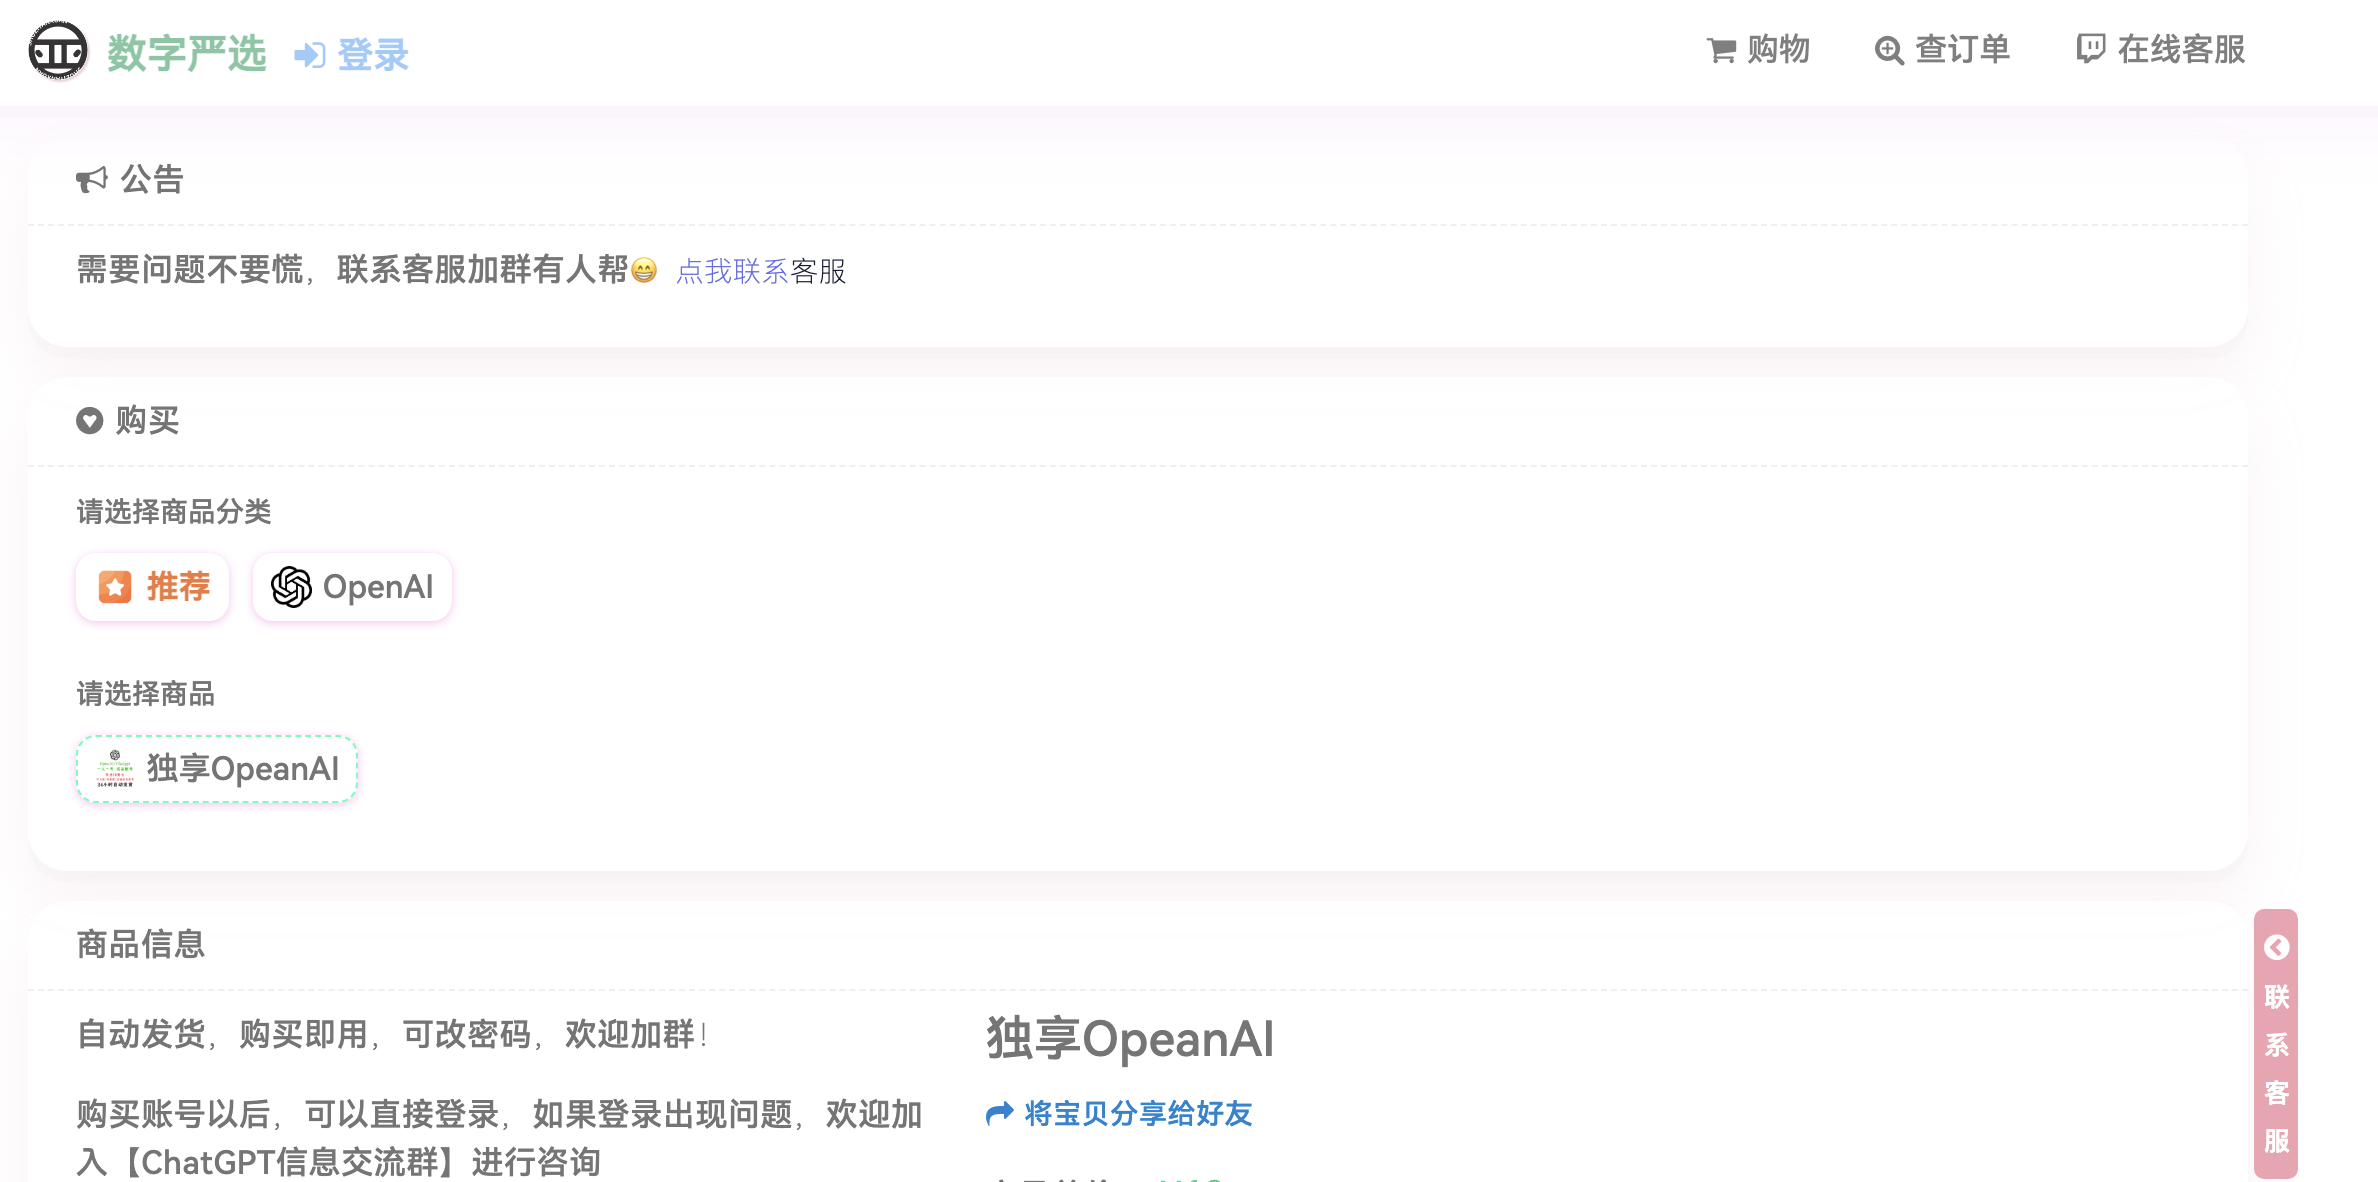 数字严选 登录 购物 查订单 在线客服
公告
需要问题不要慌，联系客服加群有人帮😁 点我联系客服
购买
请选择商品分类
推荐 OpenAI
请选择商品
独享OpeanAI
商品信息
自动发货，购买即用，可改密码，欢迎加群！
购买账号以后，可以直接登录，如果登录出现问题，欢迎加
入【ChatGPT信息交流群】进行咨询
独享OpeanAI
将宝贝分享给好友
联
系
客
服